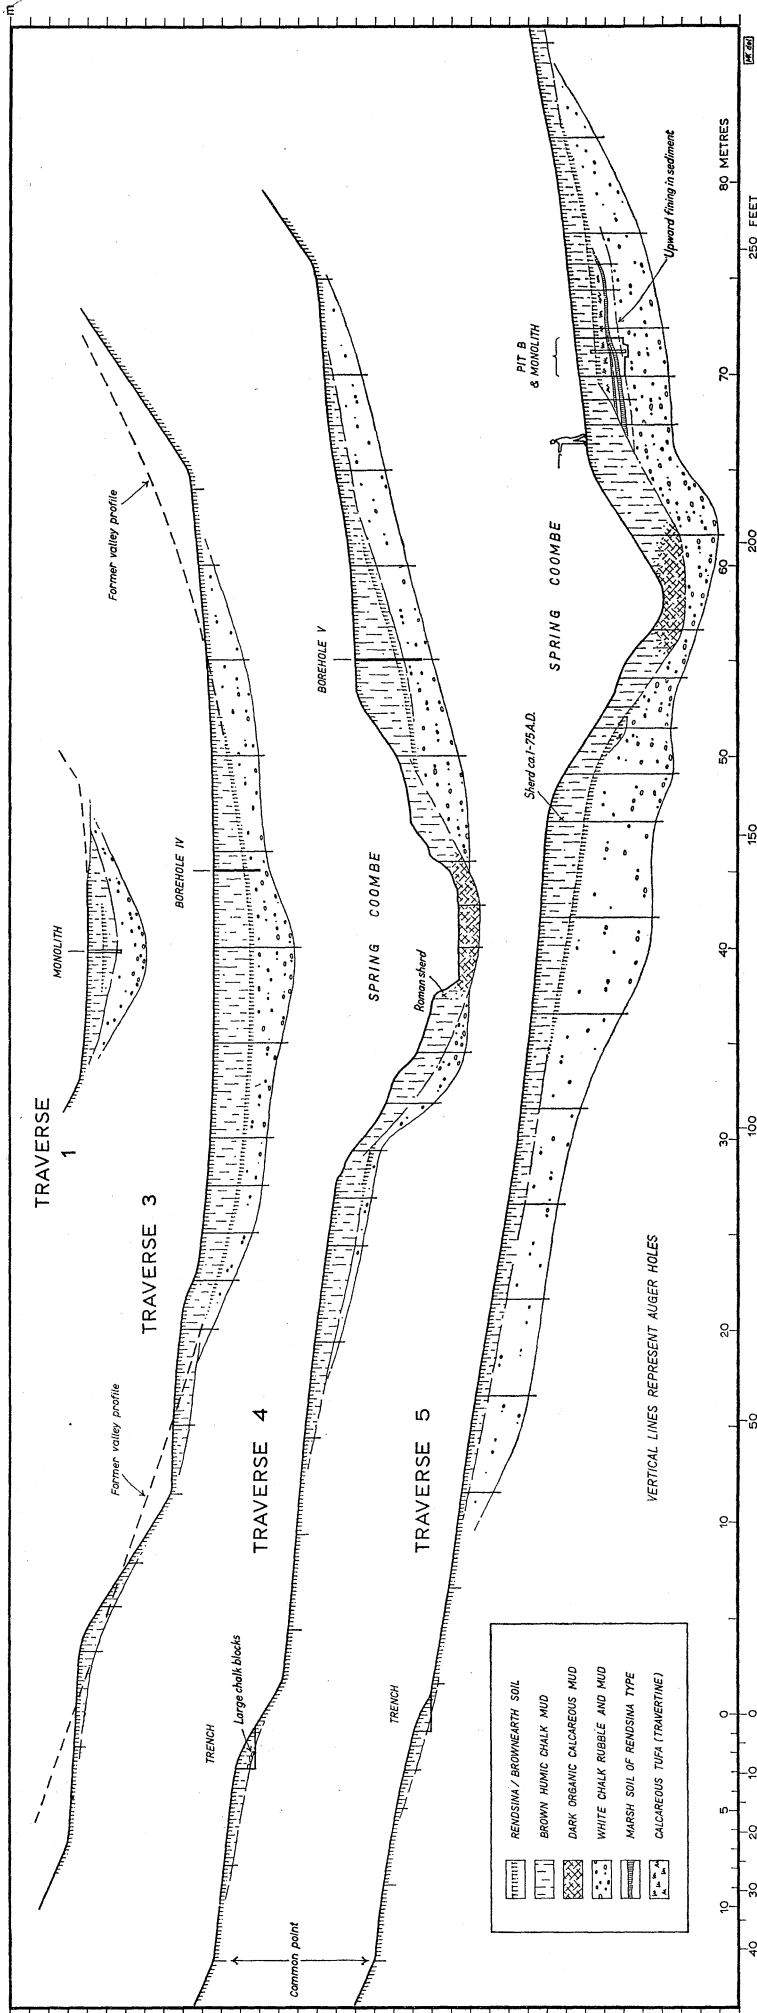 m
TRAVERSE
1
MONOLITH
TRAVERSE 3
Former valley profile
BOREHOLE IV
Former valley profile
TRAVERSE 4
TRENCH
Large chalk blocks
Common point
SPRING COOMBE
Roman sherd
BOREHOLE V
TRAVERSE 5
TRENCH
Sherd ca.1-75A.D.
SPRING COOMBE
PIT B
& MONOLITH
Upward fining in sediment
VERTICAL LINES REPRESENT AUGER HOLES
RENDSINA / BROWNEARTH SOIL
BROWN HUMIC CHALK MUD
DARK ORGANIC CALCAREOUS MUD
WHITE CHALK RUBBLE AND MUD
MARSH SOIL OF RENDSINA TYPE
CALCAREOUS TUFA (TRAVERTINE)
10 5 0 10 20 30 40 50 60 70 80 METRES
40 30 20 10 0 50 100 150 200 250 FEET